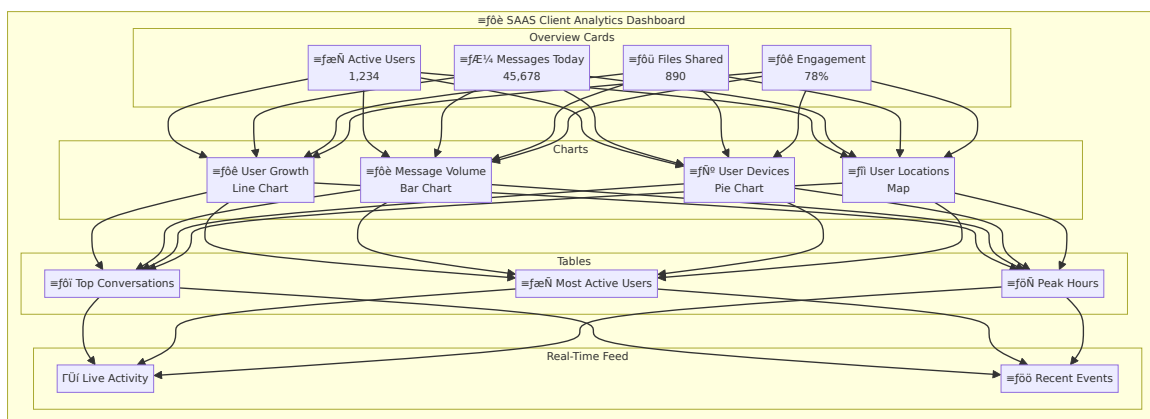 ≡ƒôè SAAS Client Analytics Dashboard
Overview Cards
≡ƒæÑ Active Users
1,234
≡ƒÆ¼ Messages Today
45,678
≡ƒôü Files Shared
890
≡ƒôê Engagement
78%
Charts
≡ƒôê User Growth
Line Chart
≡ƒôè Message Volume
Bar Chart
≡ƒÑº User Devices
Pie Chart
≡ƒîì User Locations
Map
Tables
≡ƒôï Top Conversations
≡ƒæÑ Most Active Users
≡ƒöÑ Peak Hours
Real-Time Feed
ΓÜí Live Activity
≡ƒöö Recent Events